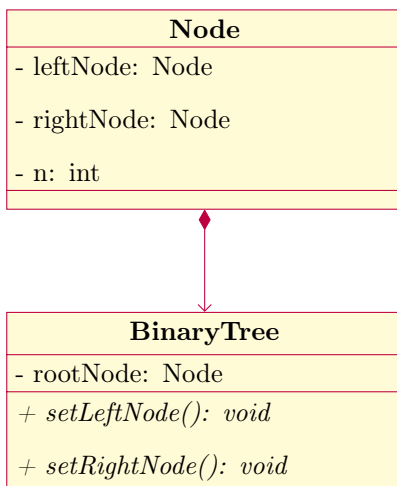 Node
- leftNode: Node
- rightNode: Node
- n: int
BinaryTree
- rootNode: Node
+ setLeftNode(): void
+ setRightNode(): void